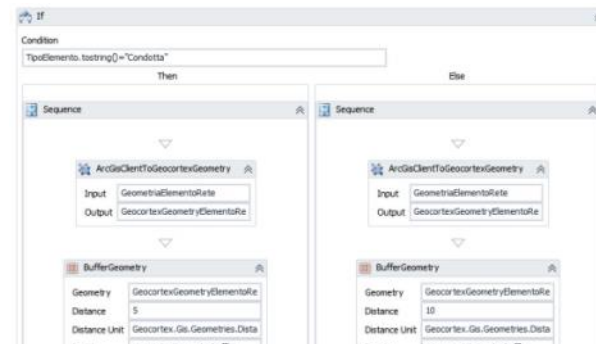 If
Condition
TipoElemento.tostring()="Condotta"
Then
Else
Sequence
Sequence
ArcGisClientToGeocortexGeometry
ArcGisClientToGeocortexGeometry
Input GeometriaElementoRete
Input GeometriaElementoRete
Output GeocortexGeometryElementoRe
Output GeocortexGeometryElementoRe
BufferGeometry
BufferGeometry
Geometry GeocortexGeometryElementoRe
Geometry GeocortexGeometryElementoRe
Distance 5
Distance 10
Distance Unit Geocortex.Gis.Geometries.Dista
Distance Unit Geocortex.Gis.Geometries.Dista